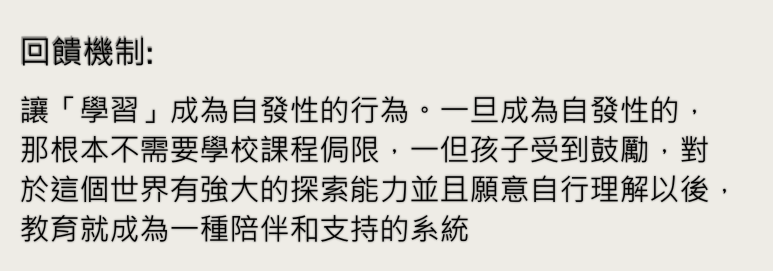 回饋機制:
讓「學習」成為自發性的行為。一旦成為自發性的，
那根本不需要學校課程侷限，一但孩子受到鼓勵，對
於這個世界有強大的探索能力並且願意自行理解以後，
教育就成為一種陪伴和支持的系統